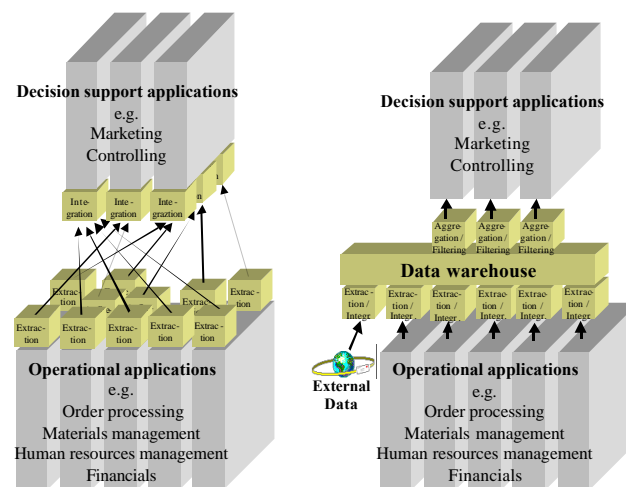 Decision support applications
e.g.
Marketing
Controlling
Inte-
gration
Inte-
gration
Inte-
graztion
Extrac-
tion
Extrac-
tion
Extrac-
tion
Extrac-
tion
Extrac-
tion
Extrac-
tion
Extrac-
tion
Extrac-
tion
Operational applications
e.g.
Order processing
Materials management
Human resources management
Financials
Decision support applications
e.g.
Marketing
Controlling
Aggre-
gation /
Filtering
Aggre-
gation /
Filtering
Aggre-
gation /
Filtering
Data warehouse
Extrac-
tion /
Integr.
Extrac-
tion /
Integr.
Extrac-
tion /
Integr.
Extrac-
tion /
Integr.
Extrac-
tion /
Integr.
Extrac-
tion /
Integr.
External
Data
Operational applications
e.g.
Order processing
Materials management
Human resources management
Financials